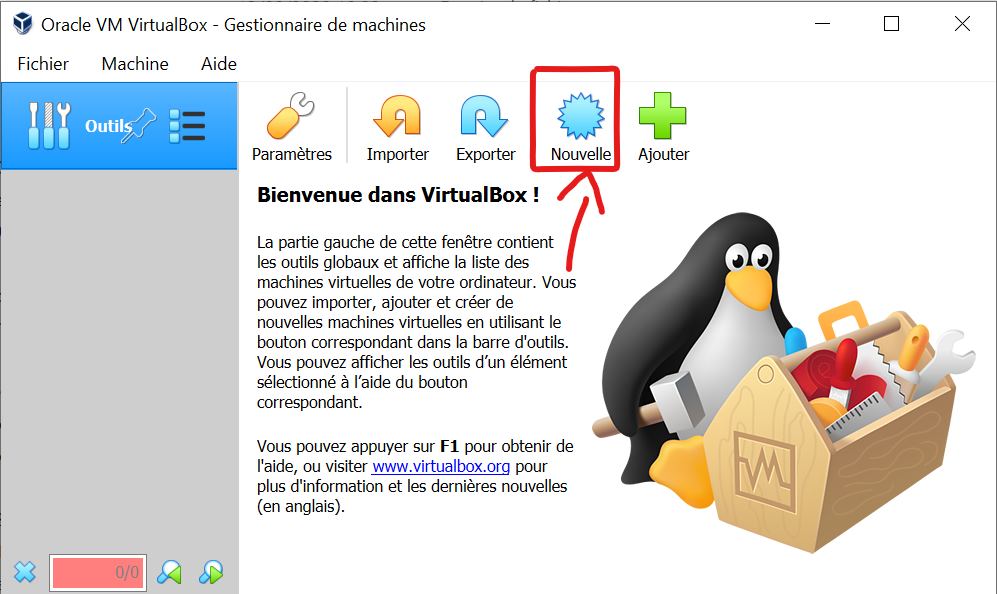 Oracle VM VirtualBox - Gestionnaire de machines
Fichier Machine Aide
Outils
Paramètres Importer Exporter Nouvelle Ajouter
Bienvenue dans VirtualBox !
La partie gauche de cette fenêtre contient
les outils globaux et affiche la liste des
machines virtuelles de votre ordinateur. Vous
pouvez importer, ajouter et créer de
nouvelles machines virtuelles en utilisant le
bouton correspondant dans la barre d'outils.
Vous pouvez afficher les outils d’un élément
sélectionné à l’aide du bouton
correspondant.
Vous pouvez appuyer sur F1 pour obtenir de
l'aide, ou visiter www.virtualbox.org pour
plus d'information et les dernières nouvelles
(en anglais).
0/0